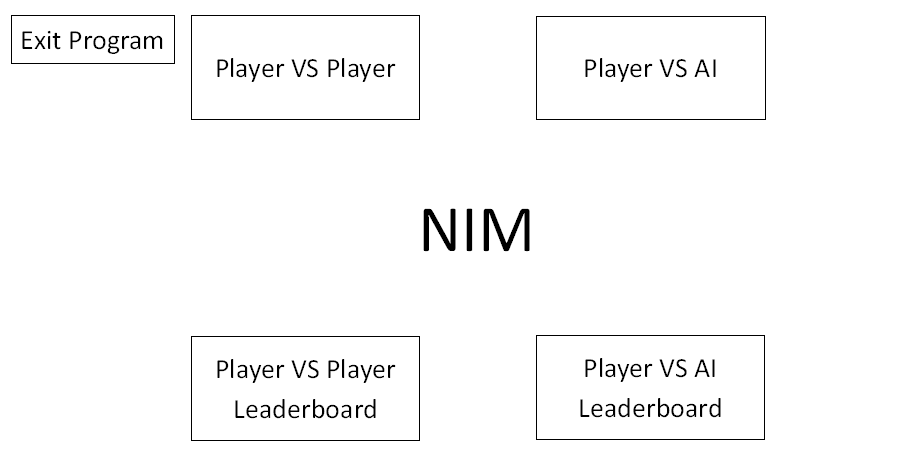 Exit Program
Player VS Player
Player VS AI
NIM
Player VS Player
Leaderboard
Player VS AI
Leaderboard